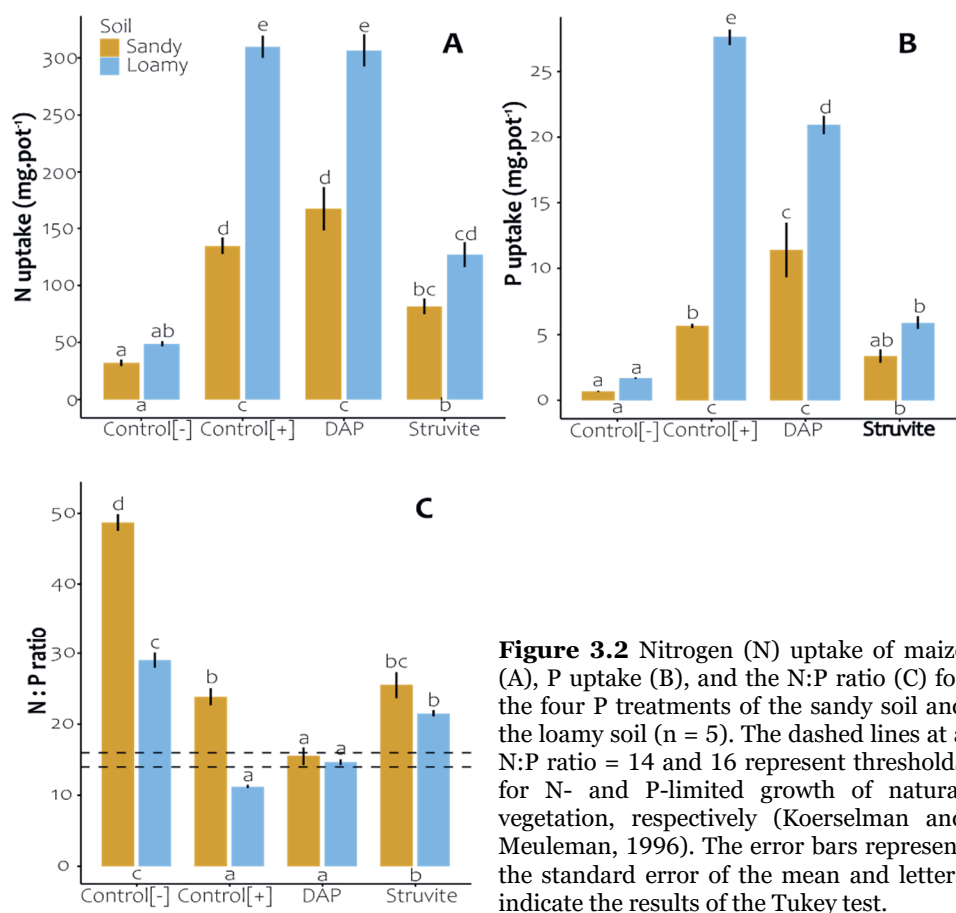 Soil
Sandy
Loamy
A
N uptake (mg.pot-1)
300
250
200
150
100
50
0
a
ab
d
e
d
e
bc
cd
a
c
c
b
Control[-]
Control[+]
DAP
Struvite
B
P uptake (mg.pot-1)
25
20
15
10
5
0
a
a
b
e
c
d
ab
b
a
c
c
b
Control[-]
Control[+]
DAP
Struvite
C
N : P ratio
50
40
30
20
10
0
d
c
b
a
a
a
bc
b
c
a
a
b
Control[-]
Control[+]
DAP
Struvite
Figure 3.2 Nitrogen (N) uptake of maize
(A), P uptake (B), and the N:P ratio (C) fo
the four P treatments of the sandy soil and
the loamy soil (n = 5). The dashed lines at a
N:P ratio = 14 and 16 represent thresholds
for N- and P-limited growth of natura
vegetation, respectively (Koerselman and
Meuleman, 1996). The error bars represen
the standard error of the mean and letter
indicate the results of the Tukey test.